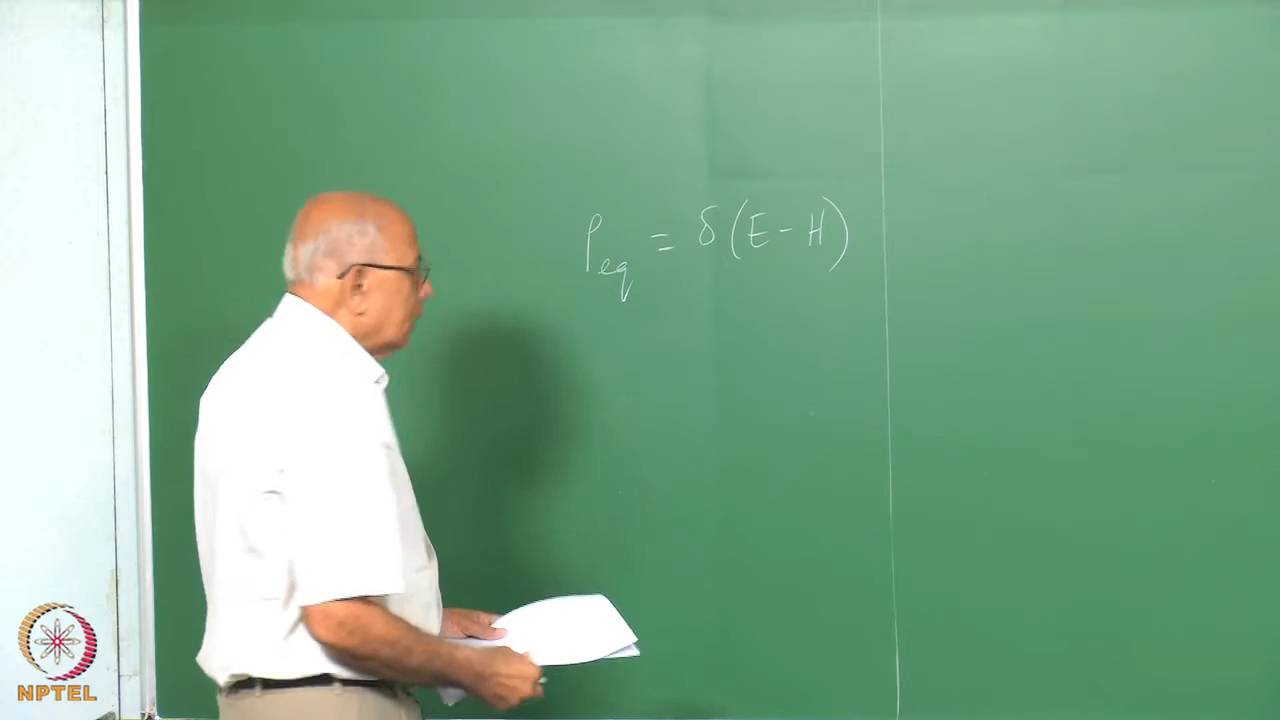 ρ_eq = δ(E - H)
NPTEL